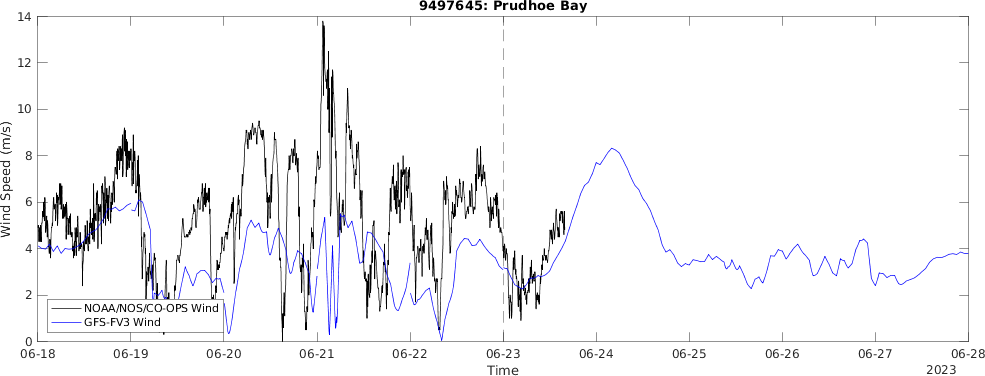 9497645: Prudhoe Bay
14
12
10
8
6
4
2
0
Wind Speed (m/s)
NOAA/NOS/CO-OPS Wind
GFS-FV3 Wind
06-18 06-19 06-20 06-21 06-22 06-23 06-24 06-25 06-26 06-27 06-28
Time
2023